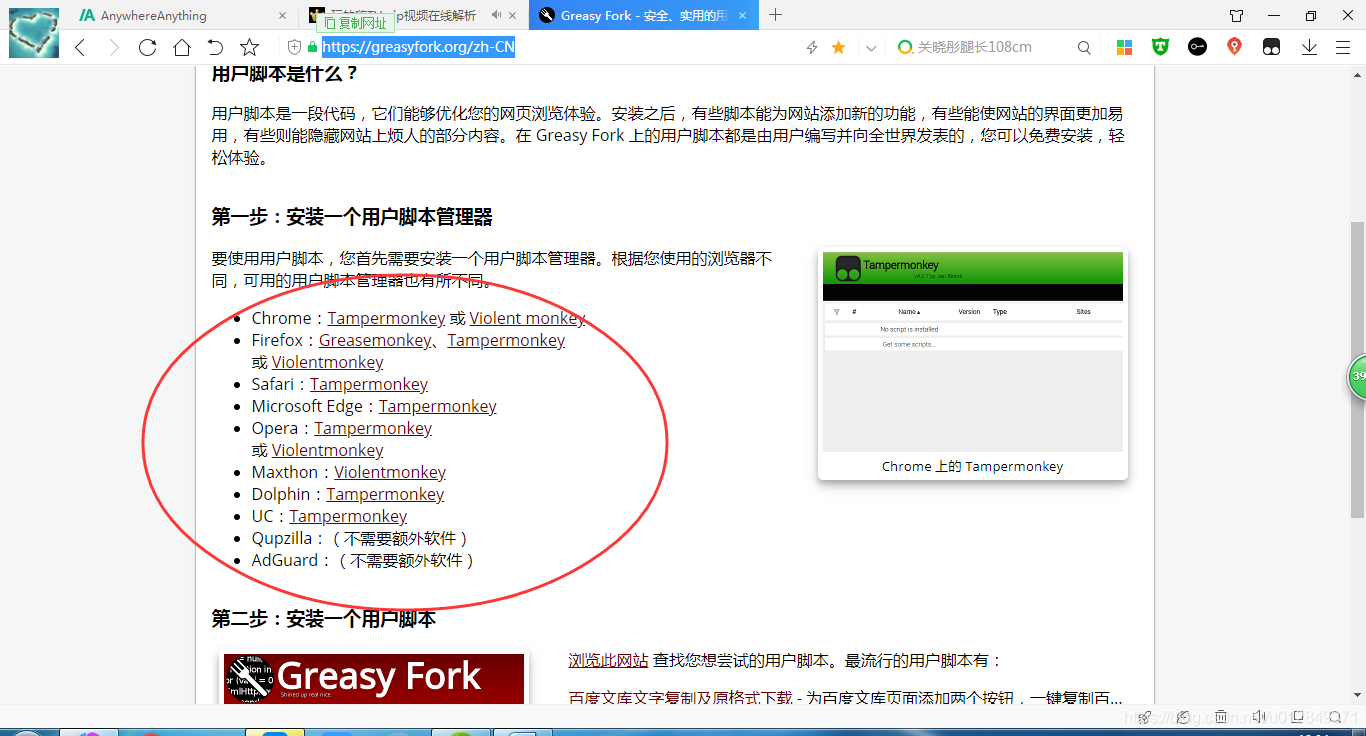 AnywhereAnything
视频在线解析
Greasy Fork - 安全、实用的用
复制网址
https://greasyfork.org/zh-CN
关晓彤腿长108cm
用户脚本是什么？
用户脚本是一段代码，它们能够优化您的网页浏览体验。安装之后，有些脚本能为网站添加新的功能，有些能使网站的界面更加易
用，有些则能隐藏网站上烦人的部分内容。在 Greasy Fork 上的用户脚本都是由用户编写并向全世界发表的，您可以免费安装，轻
松体验。
第一步：安装一个用户脚本管理器
要使用用户脚本，您首先需要安装一个用户脚本管理器。根据您使用的浏览器不
同，可用的用户脚本管理器也有所不同。
Chrome：Tampermonkey 或 Violent monkey
Firefox：Greasemonkey、Tampermonkey
或 Violentmonkey
Safari：Tampermonkey
Microsoft Edge：Tampermonkey
Opera：Tampermonkey
或 Violentmonkey
Maxthon：Violentmonkey
Dolphin：Tampermonkey
UC：Tampermonkey
Qupzilla：（不需要额外软件）
AdGuard：（不需要额外软件）
Tampermonkey
by Jan Biniok
# Name Version Type Sites
No script is installed
Get some scripts...
Chrome 上的 Tampermonkey
39
第二步：安装一个用户脚本
Greasy Fork
Shined up real nice.
浏览此网站 查找您想尝试的用户脚本。最流行的用户脚本有：
百度文库文字复制及原格式下载 - 为百度文库页面添加两个按钮，一键复制百...